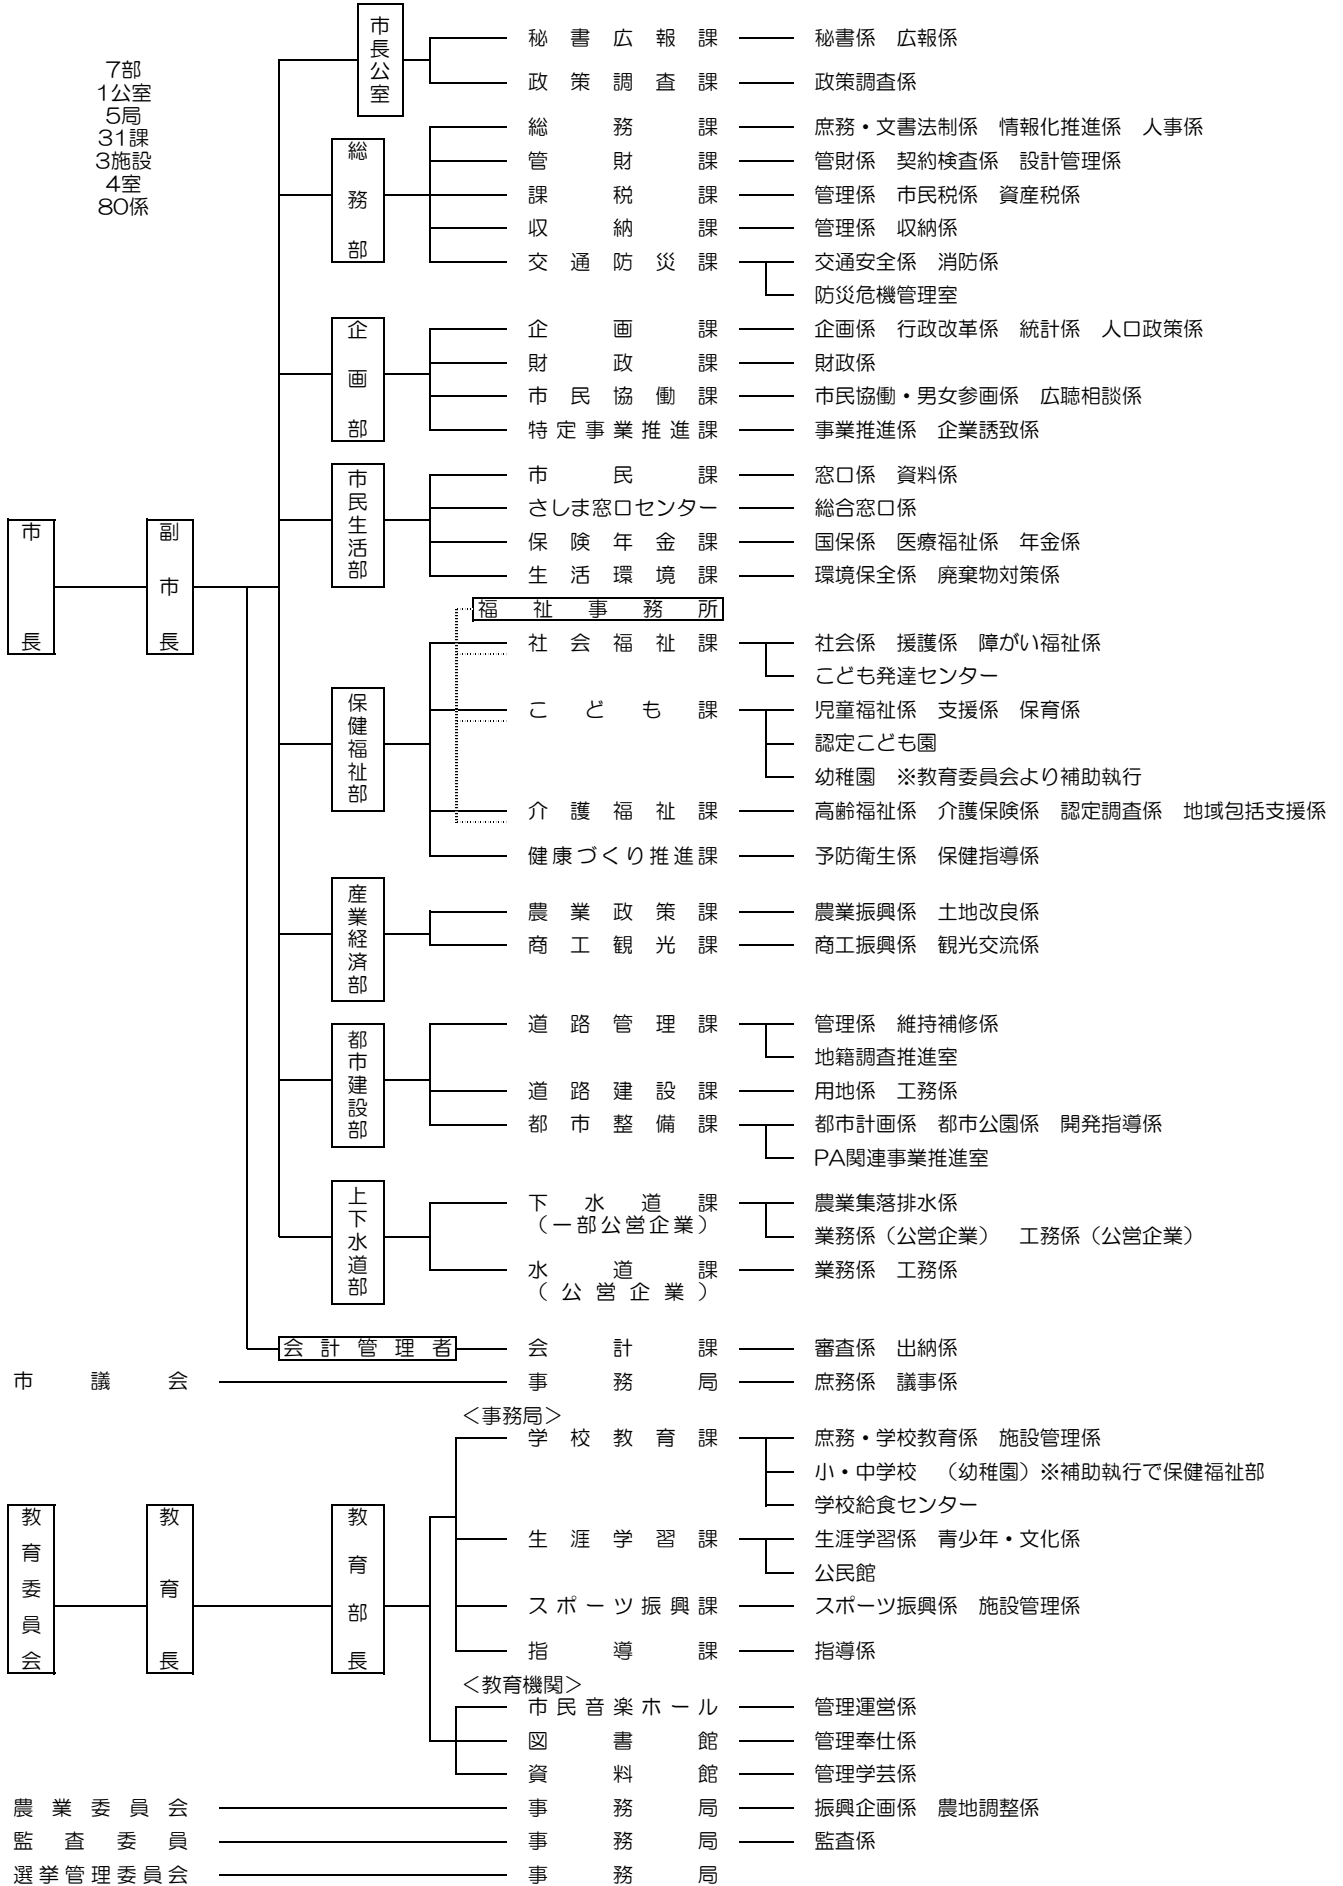 7部
1公室
5局
31課
3施設
4室
80係
市長
副市長
市長公室
秘書広報課 秘書係 広報係
政策調査課 政策調査係
総務部
総務課 庶務・文書法制係 情報化推進係 人事係
管財課 管財係 契約検査係 設計管理係
課税課 管理係 市民税係 資産税係
収納課 管理係 収納係
交通防災課 交通安全係 消防係
防災危機管理室
企画部
企画課 企画係 行政改革係 統計係 人口政策係
財政課 財政係
市民協働課 市民協働・男女参画係 広聴相談係
特定事業推進課 事業推進係 企業誘致係
市民生活部
市民課 窓口係 資料係
さしま窓口センター 総合窓口係
保険年金課 国保係 医療福祉係 年金係
生活環境課 環境保全係 廃棄物対策係
福祉事務所
保健福祉部
社会福祉課 社会係 援護係 障がい福祉係
こども発達センター
こども課 児童福祉係 支援係 保育係
認定こども園
幼稚園 ※教育委員会より補助執行
介護福祉課 高齢福祉係 介護保険係 認定調査係 地域包括支援係
健康づくり推進課 予防衛生係 保健指導係
産業経済部
農業政策課 農業振興係 土地改良係
商工観光課 商工振興係 観光交流係
都市建設部
道路管理課 管理係 維持補修係
地籍調査推進室
道路建設課 用地係 工務係
都市整備課 都市計画係 都市公園係 開発指導係
PA関連事業推進室
上下水道部
下水道課 農業集落排水係
（一部公営企業）
業務係（公営企業） 工務係（公営企業）
水道課 業務係 工務係
（公営企業）
会計管理者 会計課 審査係 出納係
市議会 事務局 庶務係 議事係
教育委員会
教育長
教育部長
＜事務局＞
学校教育課 庶務・学校教育係 施設管理係
小・中学校 （幼稚園）※補助執行で保健福祉部
学校給食センター
生涯学習課 生涯学習係 青少年・文化係
公民館
スポーツ振興課 スポーツ振興係 施設管理係
指導課 指導係
＜教育機関＞
市民音楽ホール 管理運営係
図書館 管理奉仕係
資料館 管理学芸係
農業委員会 事務局 振興企画係 農地調整係
監査委員 事務局 監査係
選挙管理委員会 事務局